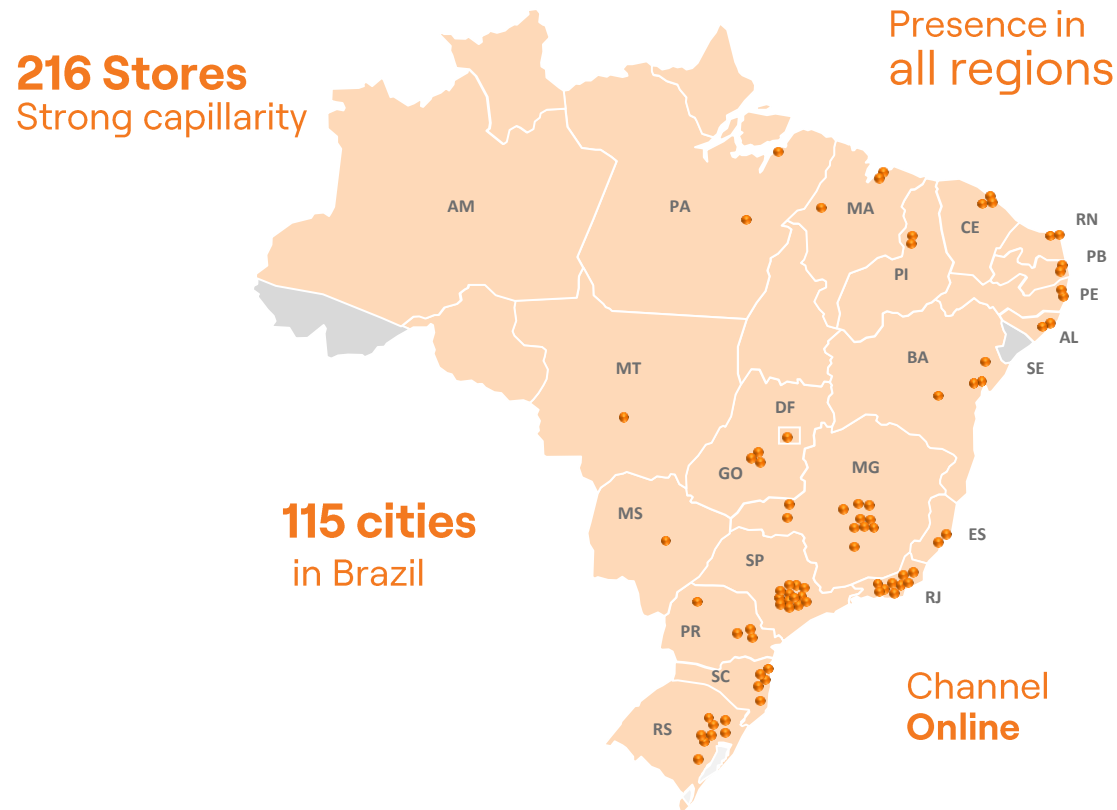 216 Stores
Strong capillarity
Presence in
all regions
AM
PA
MA
CE
RN
PB
PI
PE
AL
SE
BA
MT
DF
GO
MG
MS
ES
SP
RJ
PR
SC
RS
115 cities
in Brazil
Channel
Online